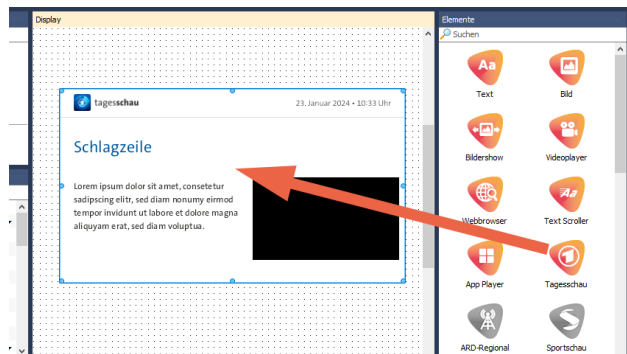 Display
Elemente
Suchen
Aa
Text
Bild
Bildershow
Videoplayer
tagesschau
23. Januar 2024 • 10:33 Uhr
Schlagzeile
Lorem ipsum dolor sit amet, consetetur
sadipscing elitr, sed diam nonumy eirmod
tempor invidunt ut labore et dolore magna
aliquyam erat, sed diam voluptua.
Aa
Webbrowser
Text Scroller
App Player
Tagesschau
ARD-Regional
Sportschau